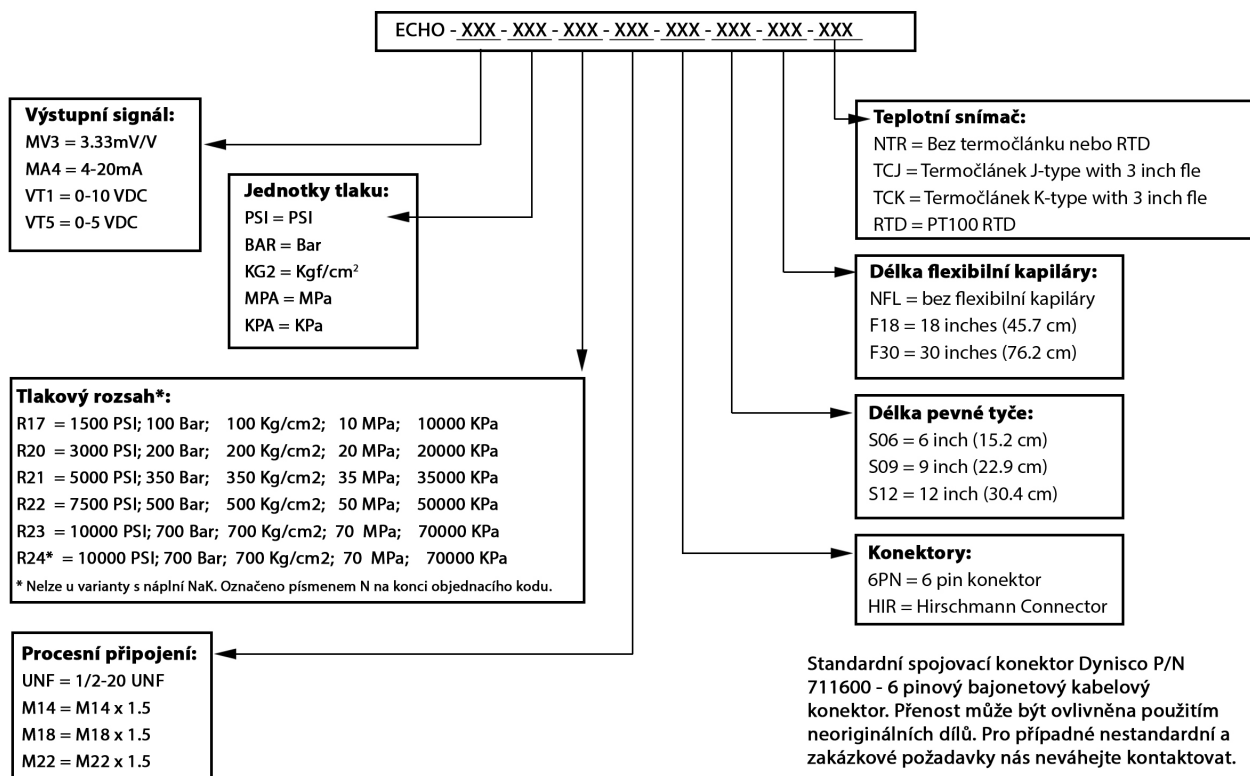 ECHO - XXX - XXX - XXX - XXX - XXX - XXX - XXX - XXX
Výstupní signál:
MV3 = 3.33mV/V
MA4 = 4-20mA
VT1 = 0-10 VDC
VT5 = 0-5 VDC
Jednotky tlaku:
PSI = PSI
BAR = Bar
KG2 = Kgf/cm²
MPA = MPa
KPA = KPa
Tlakový rozsah*:
R17 = 1500 PSI; 100 Bar; 100 Kg/cm2; 10 MPa; 10000 KPa
R20 = 3000 PSI; 200 Bar; 200 Kg/cm2; 20 MPa; 20000 KPa
R21 = 5000 PSI; 350 Bar; 350 Kg/cm2; 35 MPa; 35000 KPa
R22 = 7500 PSI; 500 Bar; 500 Kg/cm2; 50 MPa; 50000 KPa
R23 = 10000 PSI; 700 Bar; 700 Kg/cm2; 70 MPa; 70000 KPa
R24* = 10000 PSI; 700 Bar; 700 Kg/cm2; 70 MPa; 70000 KPa
* Nelze u varianty s náplní NaK. Označeno písmenem N na konci objednacího kodu.
Procesní připojení:
UNF = 1/2-20 UNF
M14 = M14 x 1.5
M18 = M18 x 1.5
M22 = M22 x 1.5
Teplotní snímač:
NTR = Bez termočlánku nebo RTD
TCJ = Termočlánek J-type with 3 inch fle
TCK = Termočlánek K-type with 3 inch fle
RTD = PT100 RTD
Délka flexibilní kapiláry:
NFL = bez flexibilní kapiláry
F18 = 18 inches (45.7 cm)
F30 = 30 inches (76.2 cm)
Délka pevné tyče:
S06 = 6 inch (15.2 cm)
S09 = 9 inch (22.9 cm)
S12 = 12 inch (30.4 cm)
Konektory:
6PN = 6 pin konektor
HIR = Hirschmann Connector
Standardní spojovací konektor Dynisco P/N
711600 - 6 pinový bajonetový kabelový
konektor. Přenost může být ovlivněna použitím
neoriginálních dílů. Pro případné nestandardní a
zakázkové požadavky nás neváhejte kontaktovat.